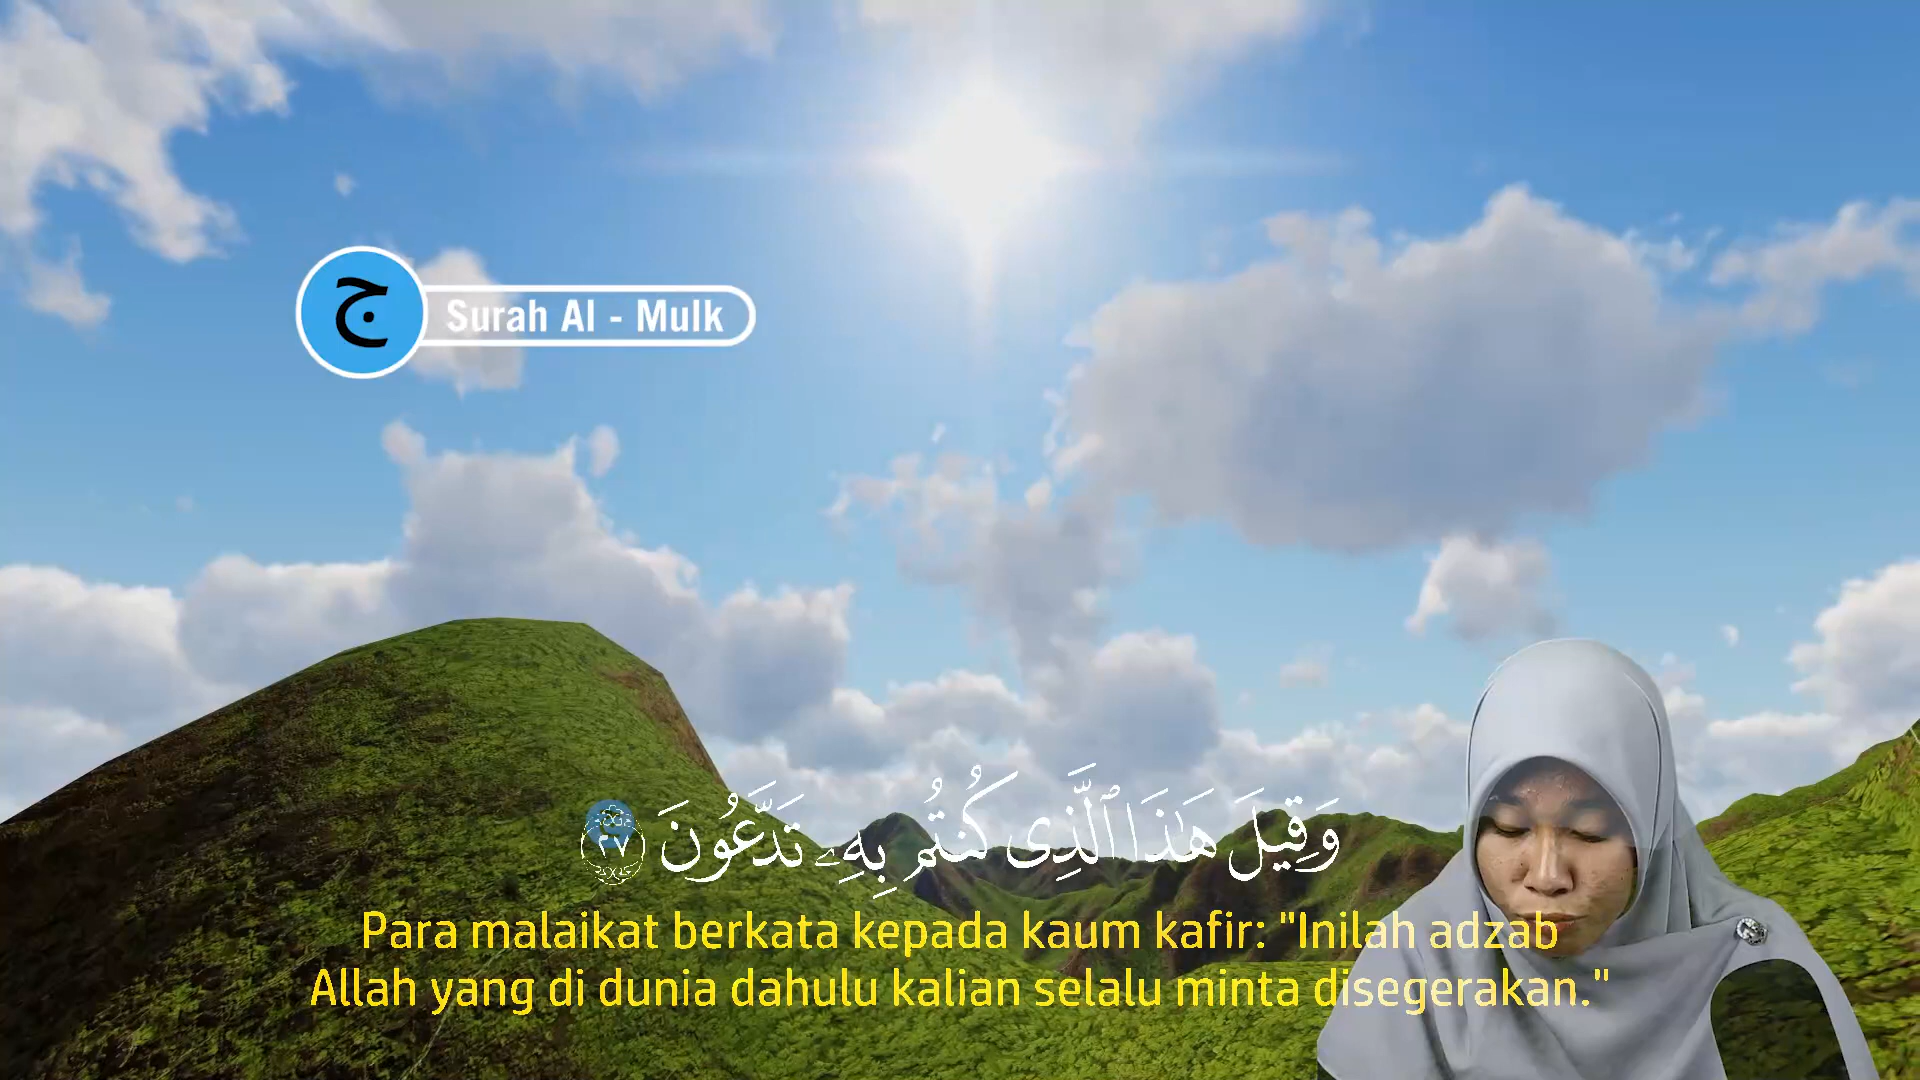 ج
Surah Al - Mulk
وَقِيلَ هَـٰذَا ٱلَّذِى كُنتُم بِهِۦ تَدَّعُونَ ٢٧
Para malaikat berkata kepada kaum kafir: "Inilah adzab
Allah yang di dunia dahulu kalian selalu minta disegerakan."